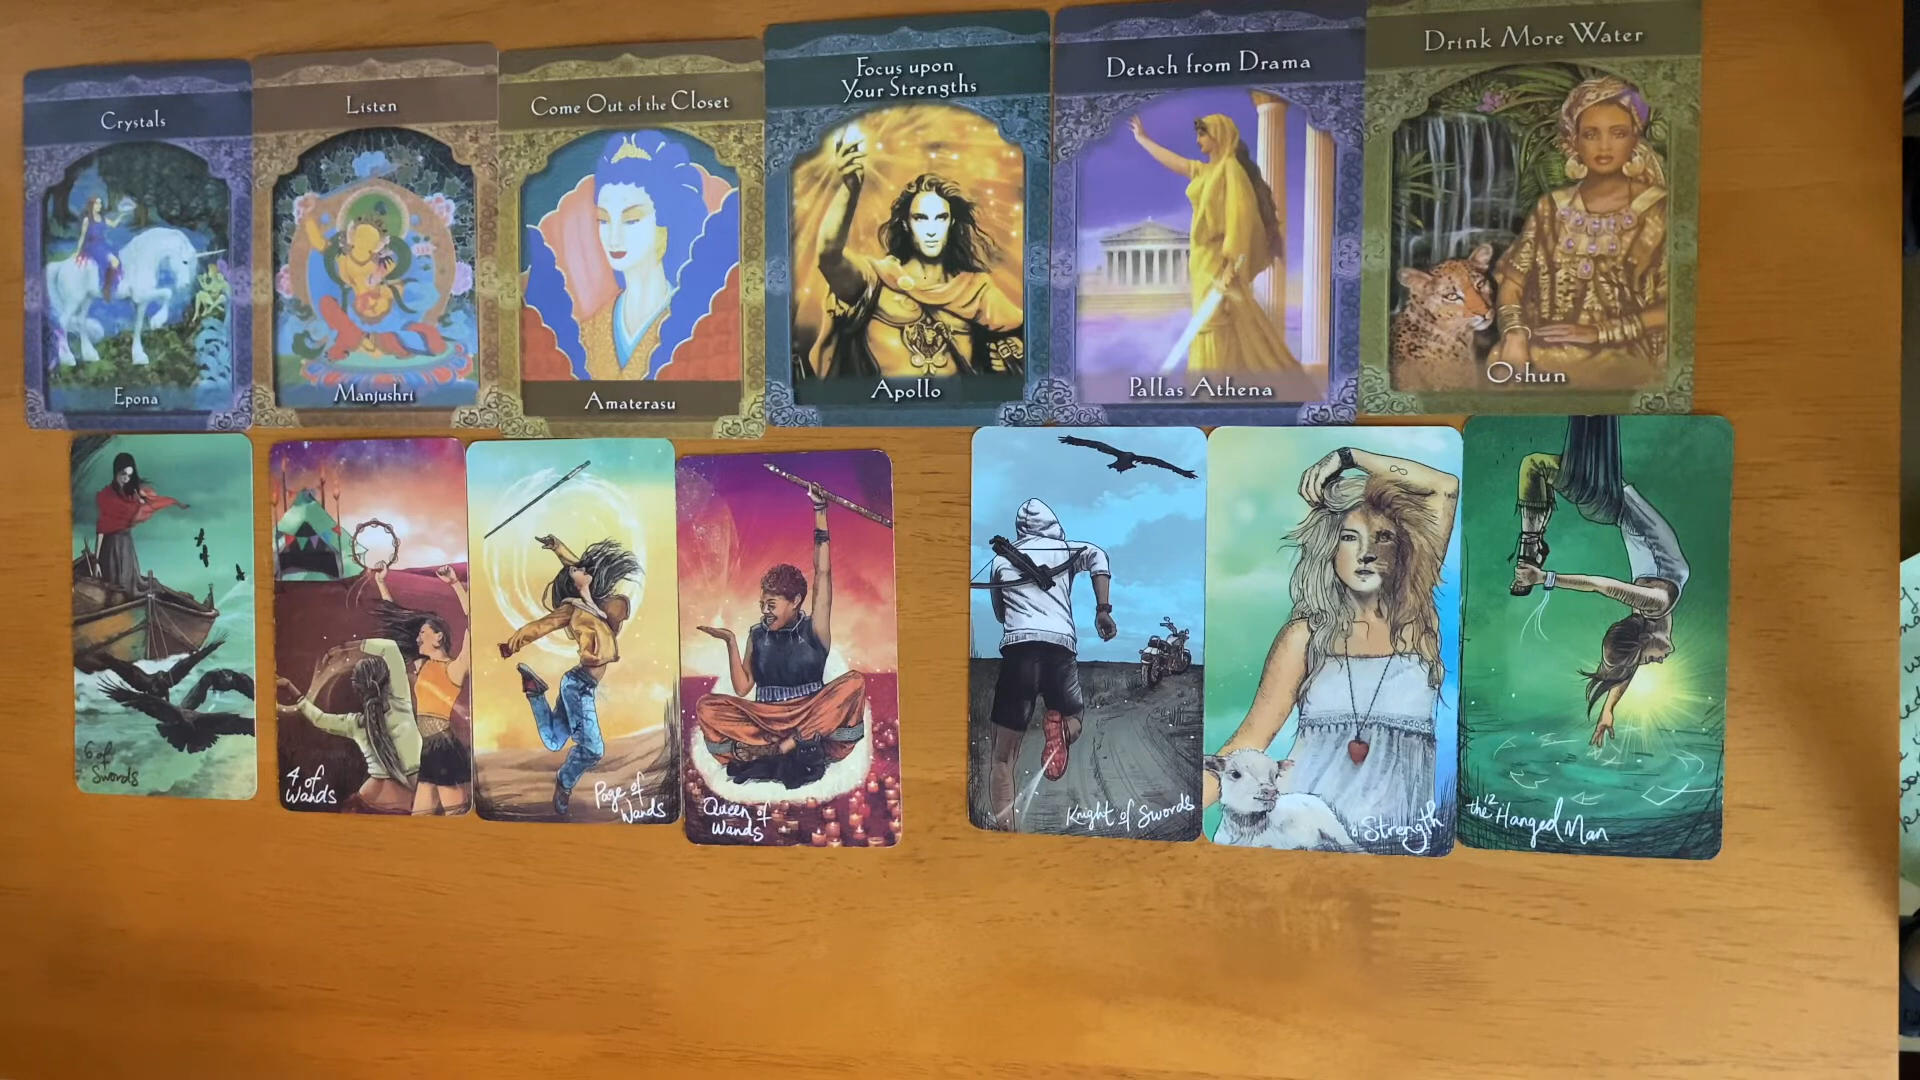 Crystals
Epona
Listen
Manjushri
Come Out of the Closet
Amaterasu
Focus upon
Your Strengths
Apollo
Detach from Drama
Pallas Athena
Drink More Water
Oshun
6 of
Swords
4 of
Wands
Page of
Wands
Queen of
Wands
Knight of Swords
8 Strength
12
the Hanged Man